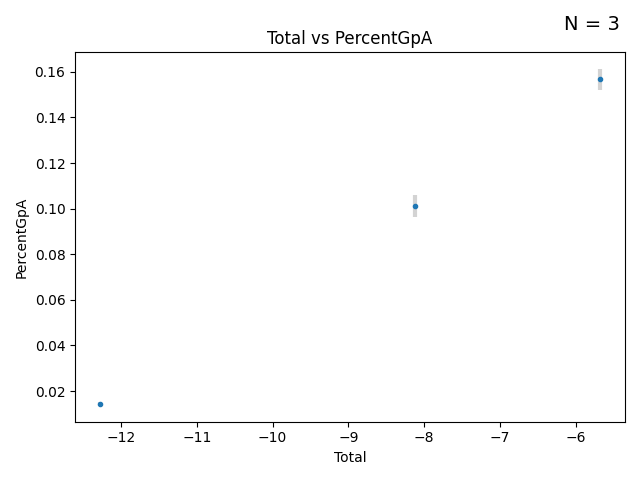 N = 3
Total vs PercentGpA
PercentGpA
0.16
0.14
0.12
0.10
0.08
0.06
0.04
0.02
−12 −11 −10 −9 −8 −7 −6
Total